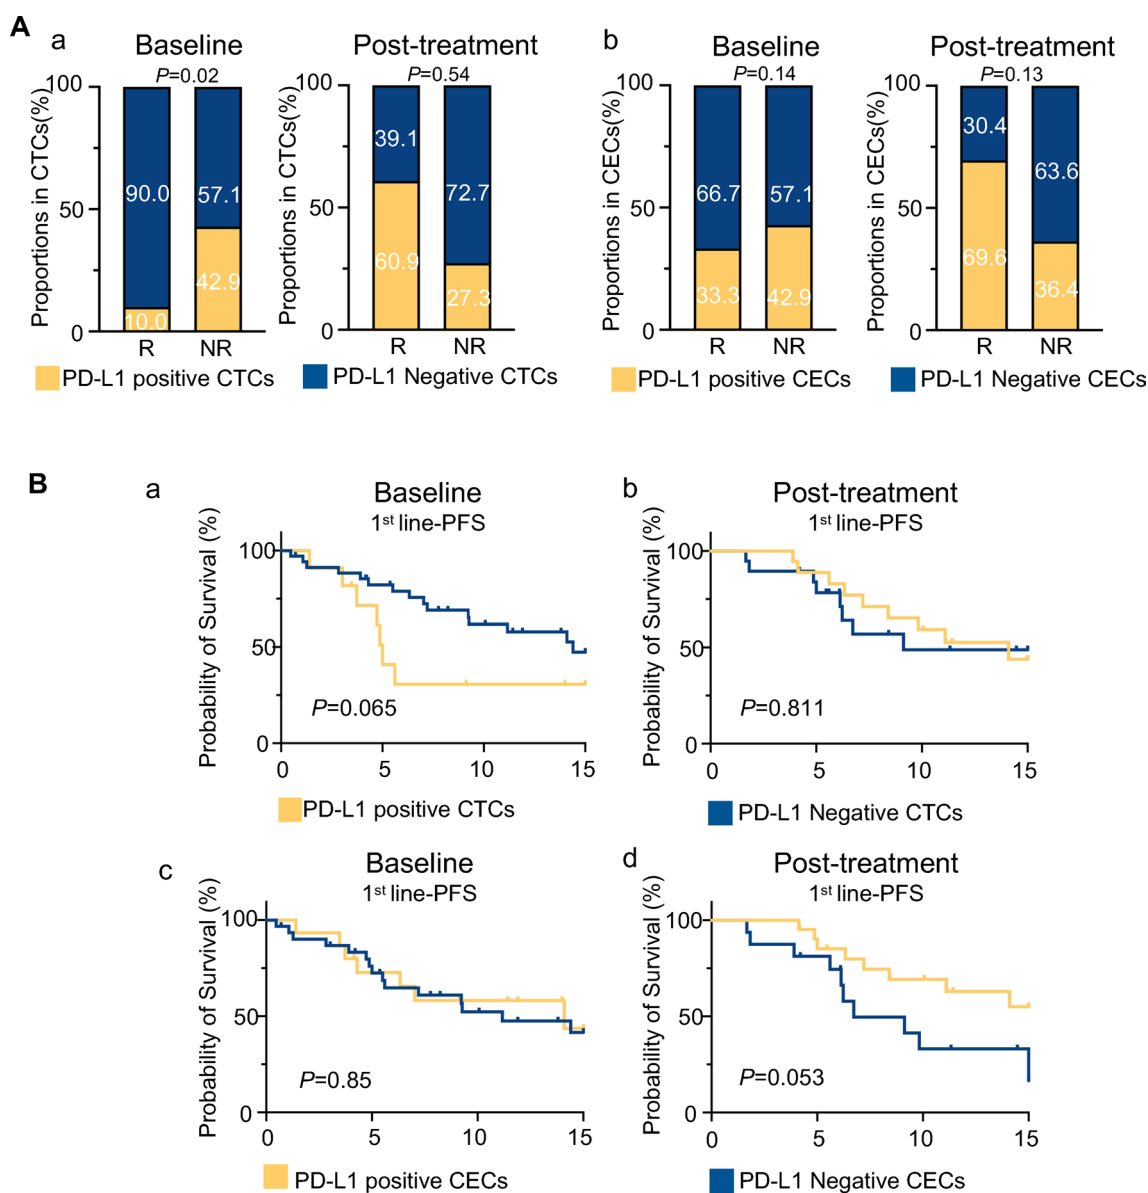 A
a
Baseline
P=0.02
Proportions in CTCs(%)
100
50
0
90.0
57.1
10.0
42.9
R
NR
Post-treatment
P=0.54
Proportions in CTCs(%)
100
50
0
39.1
72.7
60.9
27.3
R
NR
PD-L1 positive CTCs
PD-L1 Negative CTCs
b
Baseline
P=0.14
Proportions in CECs(%)
100
50
0
66.7
57.1
33.3
42.9
R
NR
Post-treatment
P=0.13
Proportions in CECs(%)
100
50
0
30.4
63.6
69.6
36.4
R
NR
PD-L1 positive CECs
PD-L1 Negative CECs
B
a
Baseline
1st line-PFS
Probability of Survival (%)
100
50
0
P=0.065
0
5
10
15
b
Post-treatment
1st line-PFS
Probability of Survival (%)
100
50
0
P=0.811
0
5
10
15
PD-L1 positive CTCs
PD-L1 Negative CTCs
c
Baseline
1st line-PFS
Probability of Survival (%)
100
50
0
P=0.85
0
5
10
15
d
Post-treatment
1st line-PFS
Probability of Survival (%)
100
50
0
P=0.053
0
5
10
15
PD-L1 positive CECs
PD-L1 Negative CECs